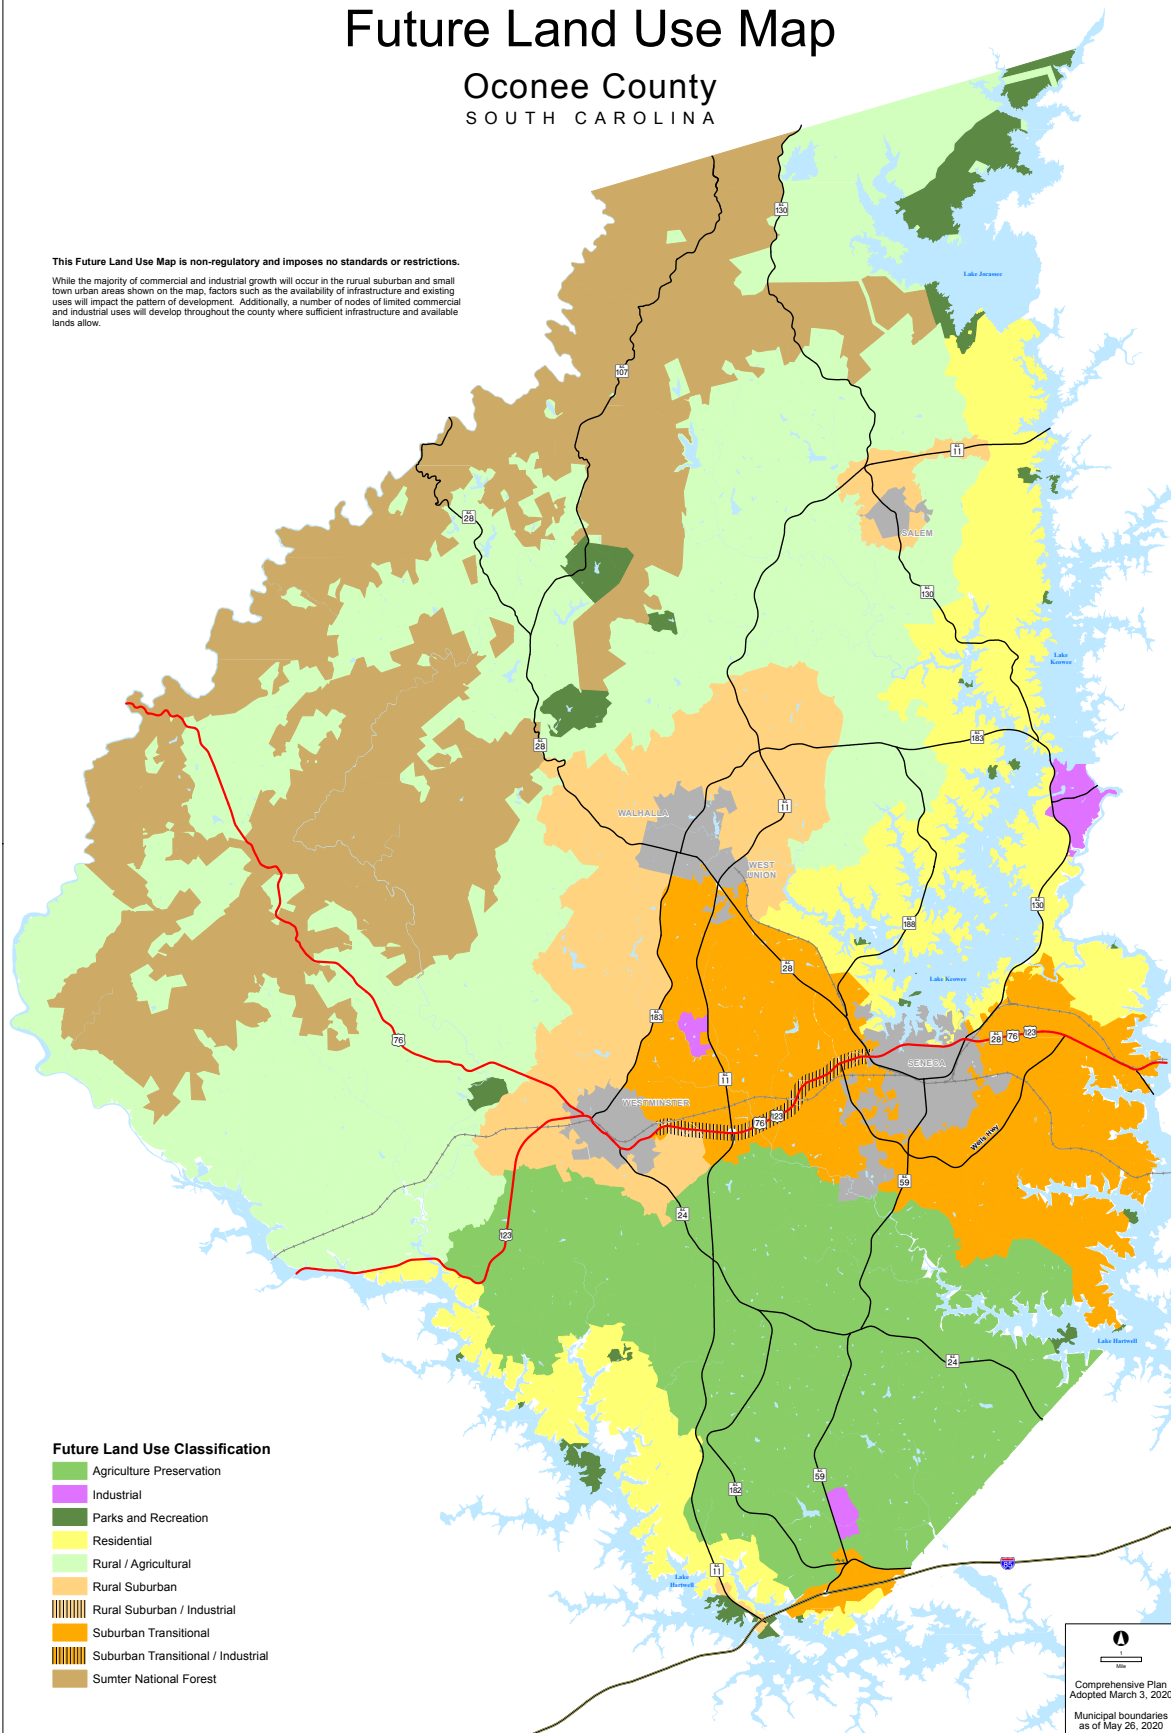 Future Land Use Map
Oconee County
SOUTH CAROLINA
This Future Land Use Map is non-regulatory and imposes no standards or restrictions.
While the majority of commercial and industrial growth will occur in the rurual suburban and small
town urban areas shown on the map, factors such as the availability of infrastructure and existing
uses will impact the pattern of development. Additionally, a number of nodes of limited commercial
and industrial uses will develop throughout the county where sufficient infrastructure and available
lands allow.
130
Lake Jocassee
107
11
28
SALEM
130
Lake
Keowee
183
28
11
WALHALLA
WEST
UNION
130
188
28
Lake Keowee
183
76
28
76
123
SENECA
11
WESTMINSTER
123
76
Wells Hwy
59
24
123
Lake Hartwell
24
59
182
11
Lake
Hartwell
85
Future Land Use Classification
Agriculture Preservation
Industrial
Parks and Recreation
Residential
Rural / Agricultural
Rural Suburban
Rural Suburban / Industrial
Suburban Transitional
Suburban Transitional / Industrial
Sumter National Forest
1
Mile
Comprehensive Plan
Adopted March 3, 2020
Municipal boundaries
as of May 26, 2020